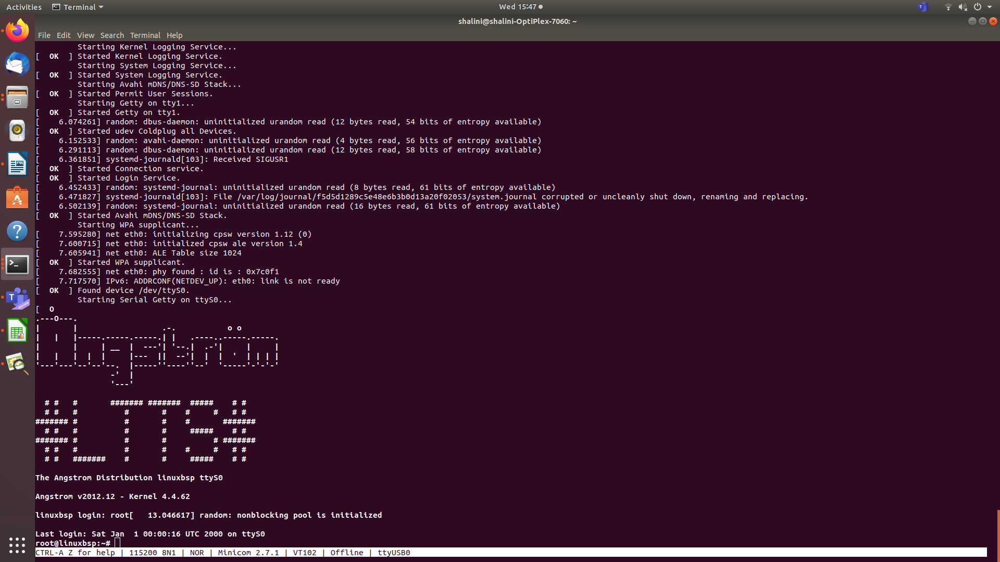 Activities Terminal Wed 15:47
shalini@shalini-OptiPlex-7060: ~
File Edit View Search Terminal Help
         Starting Kernel Logging Service...
[  OK  ] Started Kernel Logging Service.
         Starting System Logging Service...
[  OK  ] Started System Logging Service.
         Starting Avahi mDNS/DNS-SD Stack...
[  OK  ] Started Permit User Sessions.
         Starting Getty on tty1...
[  OK  ] Started Getty on tty1.
[    6.074261] random: dbus-daemon: uninitialized urandom read (12 bytes read, 54 bits of entropy available)
[  OK  ] Started udev Coldplug all Devices.
[    6.152533] random: avahi-daemon: uninitialized urandom read (4 bytes read, 56 bits of entropy available)
[    6.291113] random: dbus-daemon: uninitialized urandom read (12 bytes read, 58 bits of entropy available)
[    6.361851] systemd-journald[103]: Received SIGUSR1
[  OK  ] Started Connection service.
[  OK  ] Started Login Service.
[    6.452433] random: systemd-journal: uninitialized urandom read (8 bytes read, 61 bits of entropy available)
[    6.471827] systemd-journald[103]: File /var/log/journal/f5d5d1289c5e48e6b3b0d13a20f02053/system.journal corrupted or uncleanly shut down, renaming and replacing.
[    6.502139] random: systemd-journal: uninitialized urandom read (16 bytes read, 61 bits of entropy available)
[  OK  ] Started Avahi mDNS/DNS-SD Stack.
         Starting WPA supplicant...
[    7.595280] net eth0: initializing cpsw version 1.12 (0)
[    7.600715] net eth0: initialized cpsw ale version 1.4
[    7.605941] net eth0: ALE Table size 1024
[  OK  ] Started WPA supplicant.
[    7.682555] net eth0: phy found : id is : 0x7c0f1
[    7.717570] IPv6: ADDRCONF(NETDEV_UP): eth0: link is not ready
[  OK  ] Found device /dev/ttyS0.
         Starting Serial Getty on ttyS0...
[  O
.---O---.
|       |                  .-.           o o
|   |   |-----.-----.-----.| |   .----..-----.-----.
|       |     | __  |  ---'| '--.|  .-'|     |     |
|   |   |  |  |     |---  ||  --'|  |  |  '  | | | |
'---'---'--'--'--.  |-----''----''--'  '-----'-'-'-'
                -'  |
                '---'
  # #   #       ####### #######  #####    # #
  # #   #          #       #    #     #   # #
####### #          #       #    #       #######
  # #   #          #       #     #####    # #
####### #          #       #          # #######
  # #   #          #       #    #     #   # #
  # #   #######    #       #     #####    # #
The Angstrom Distribution linuxbsp ttyS0
Angstrom v2012.12 - Kernel 4.4.62
linuxbsp login: root[   13.046617] random: nonblocking pool is initialized
Last login: Sat Jan  1 00:00:16 UTC 2000 on ttyS0
root@linuxbsp:~#
CTRL-A Z for help | 115200 8N1 | NOR | Minicom 2.7.1 | VT102 | Offline | ttyUSB0